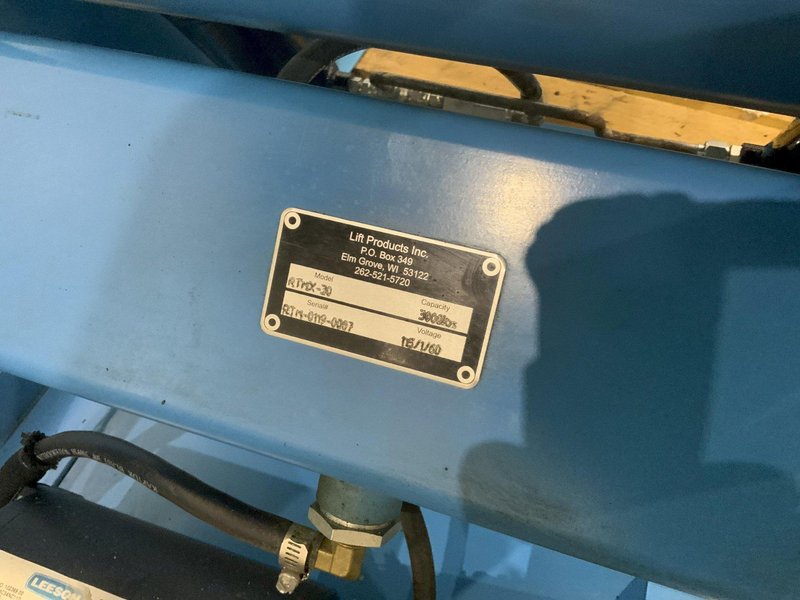 Lift Products Inc.
P.O. Box 349
Elm Grove, WI 53122
262-521-5720
Model
RTMX-30
Capacity
3000lbs
Serial#
RTM-0119-0067
Voltage
115/1/60
LEESON